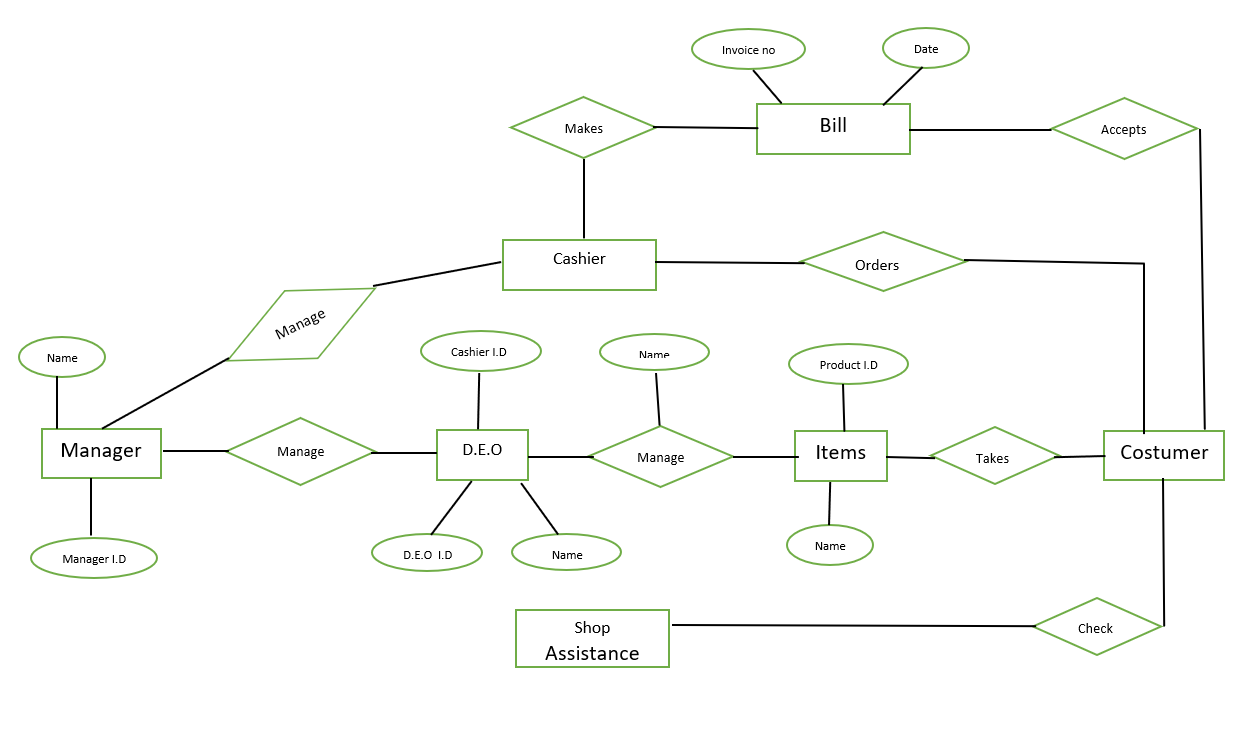 Invoice no
Date
Makes
Bill
Accepts
Cashier
Orders
Manage
Name
Cashier I.D
Name
Product I.D
Manager
Manage
D.E.O
Manage
Items
Takes
Costumer
Manager I.D
D.E.O I.D
Name
Name
Shop
Assistance
Check